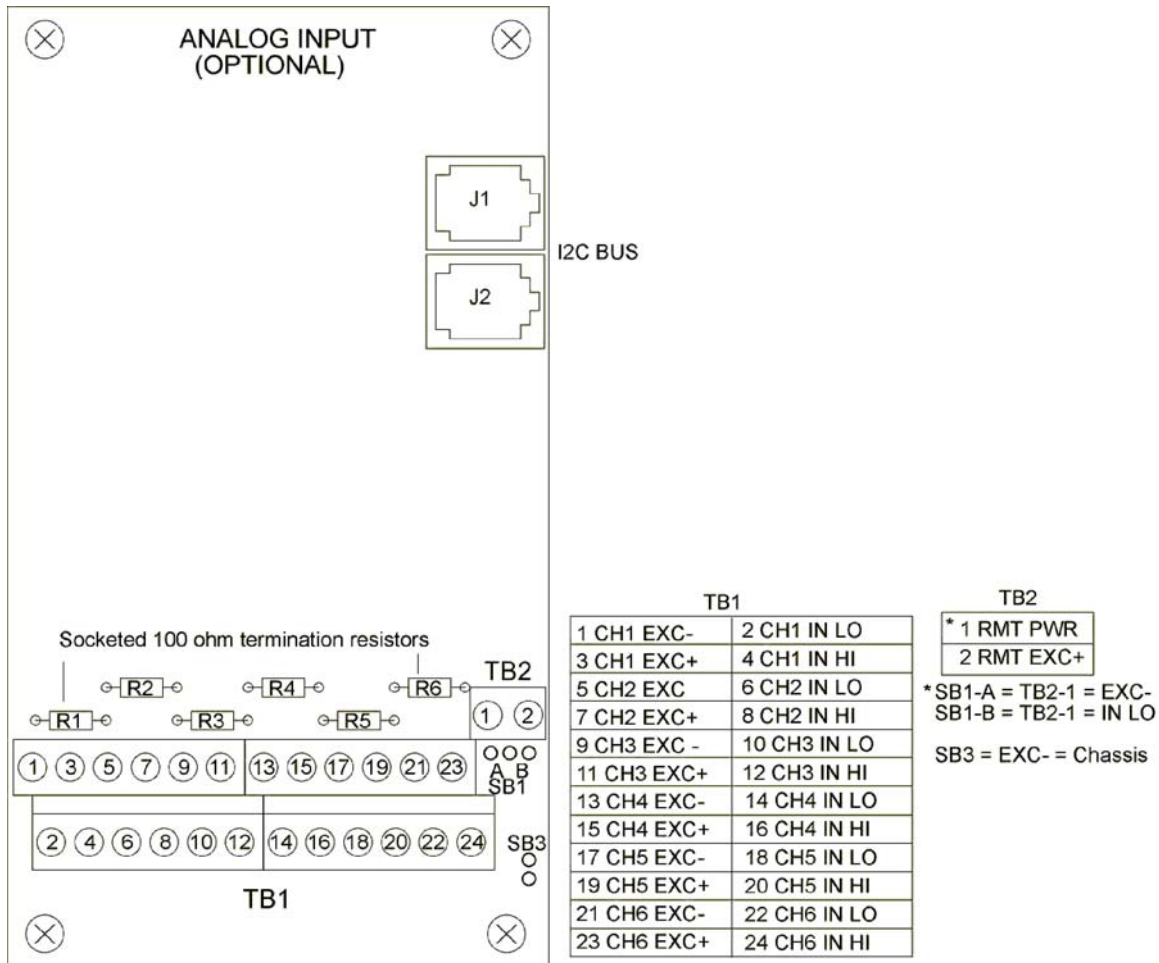 ANALOG INPUT
(OPTIONAL)
J1
I2C BUS
J2
Socketed 100 ohm termination resistors
R2 R4 R6
R1 R3 R5
TB2
1 2
1 3 5 7 9 11 13 15 17 19 21 23
A B
SB1
2 4 6 8 10 12 14 16 18 20 22 24
SB3
TB1
TB1
1 CH1 EXC- 2 CH1 IN LO
3 CH1 EXC+ 4 CH1 IN HI
5 CH2 EXC 6 CH2 IN LO
7 CH2 EXC+ 8 CH2 IN HI
9 CH3 EXC - 10 CH3 IN LO
11 CH3 EXC+ 12 CH3 IN HI
13 CH4 EXC- 14 CH4 IN LO
15 CH4 EXC+ 16 CH4 IN HI
17 CH5 EXC- 18 CH5 IN LO
19 CH5 EXC+ 20 CH5 IN HI
21 CH6 EXC- 22 CH6 IN LO
23 CH6 EXC+ 24 CH6 IN HI
TB2
* 1 RMT PWR
2 RMT EXC+
*SB1-A = TB2-1 = EXC-
SB1-B = TB2-1 = IN LO
SB3 = EXC- = Chassis